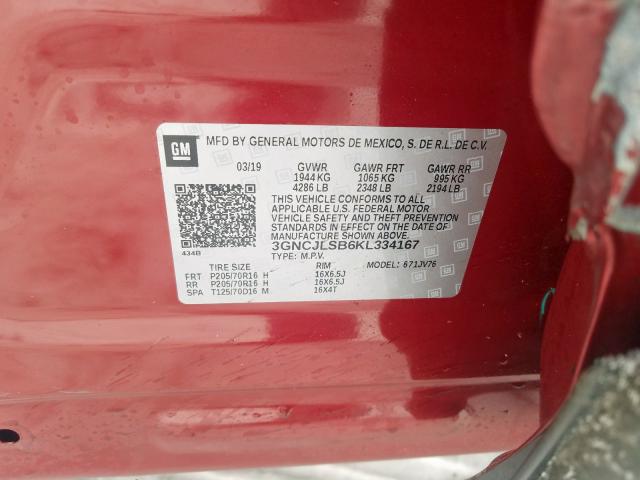 GM MFD BY GENERAL MOTORS DE MEXICO, S. DE R.L. DE C.V.
03/19 GVWR GAWR FRT GAWR RR
1944 KG 1065 KG 995 KG
4286 LB 2348 LB 2194 LB
THIS VEHICLE CONFORMS TO ALL
APPLICABLE U.S. FEDERAL MOTOR
VEHICLE SAFETY AND THEFT PREVENTION
STANDARDS IN EFFECT ON THE DATE OF
MANUFACTURE SHOWN ABOVE.
3GNCJLSB6KL334167
434B TYPE: M.P.V. MODEL: 671JV76
TIRE SIZE RIM
FRT P205/70R16 H 16X6.5J
RR P205/70R16 H 16X6.5J
SPA T125/70D16 M 16X4T